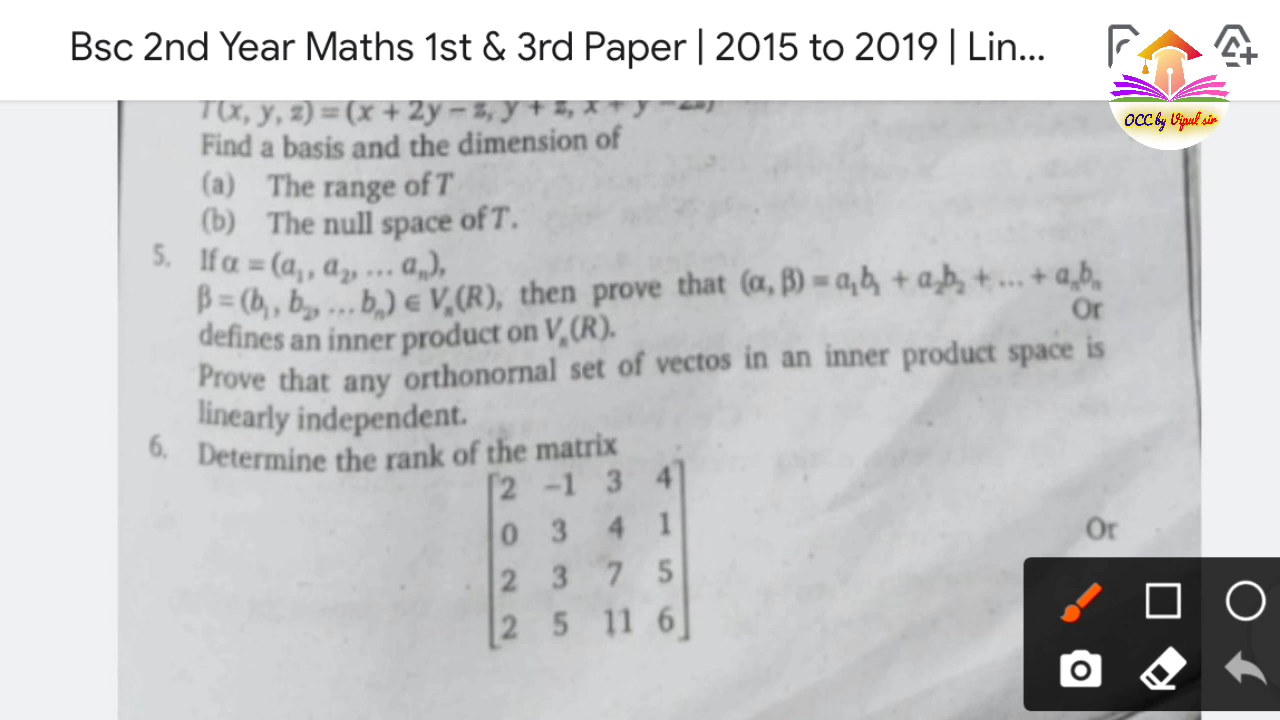 Bsc 2nd Year Maths 1st & 3rd Paper | 2015 to 2019 | Lin...
OCC by Vipul sir
T(x, y, z) = (x + 2y – z, y + z, x + y – 2z)
Find a basis and the dimension of
(a) The range of T
(b) The null space of T.
5. If α = (a₁, a₂, ... aₙ),
β = (b₁, b₂, ... bₙ) ∈ Vₙ(R), then prove that (α, β) = a₁b₁ + a₂b₂ + ... + aₙbₙ
defines an inner product on Vₙ(R).
Or
Prove that any orthonornal set of vectos in an inner product space is
linearly independent.
6. Determine the rank of the matrix
2 –1 3 4
0 3 4 1
2 3 7 5
2 5 11 6
Or